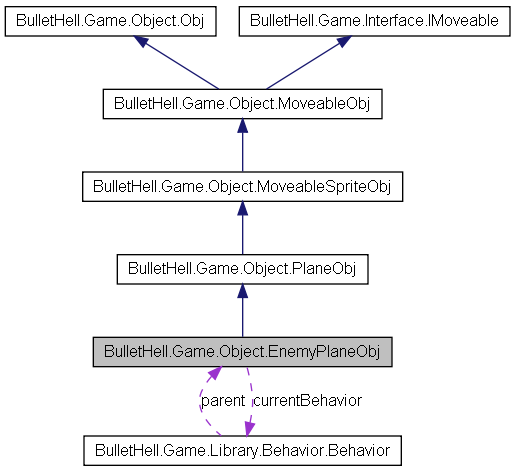 BulletHell.Game.Object.Obj
BulletHell.Game.Interface.IMoveable
BulletHell.Game.Object.MoveableObj
BulletHell.Game.Object.MoveableSpriteObj
BulletHell.Game.Object.PlaneObj
BulletHell.Game.Object.EnemyPlaneObj
parent
currentBehavior
BulletHell.Game.Library.Behavior.Behavior